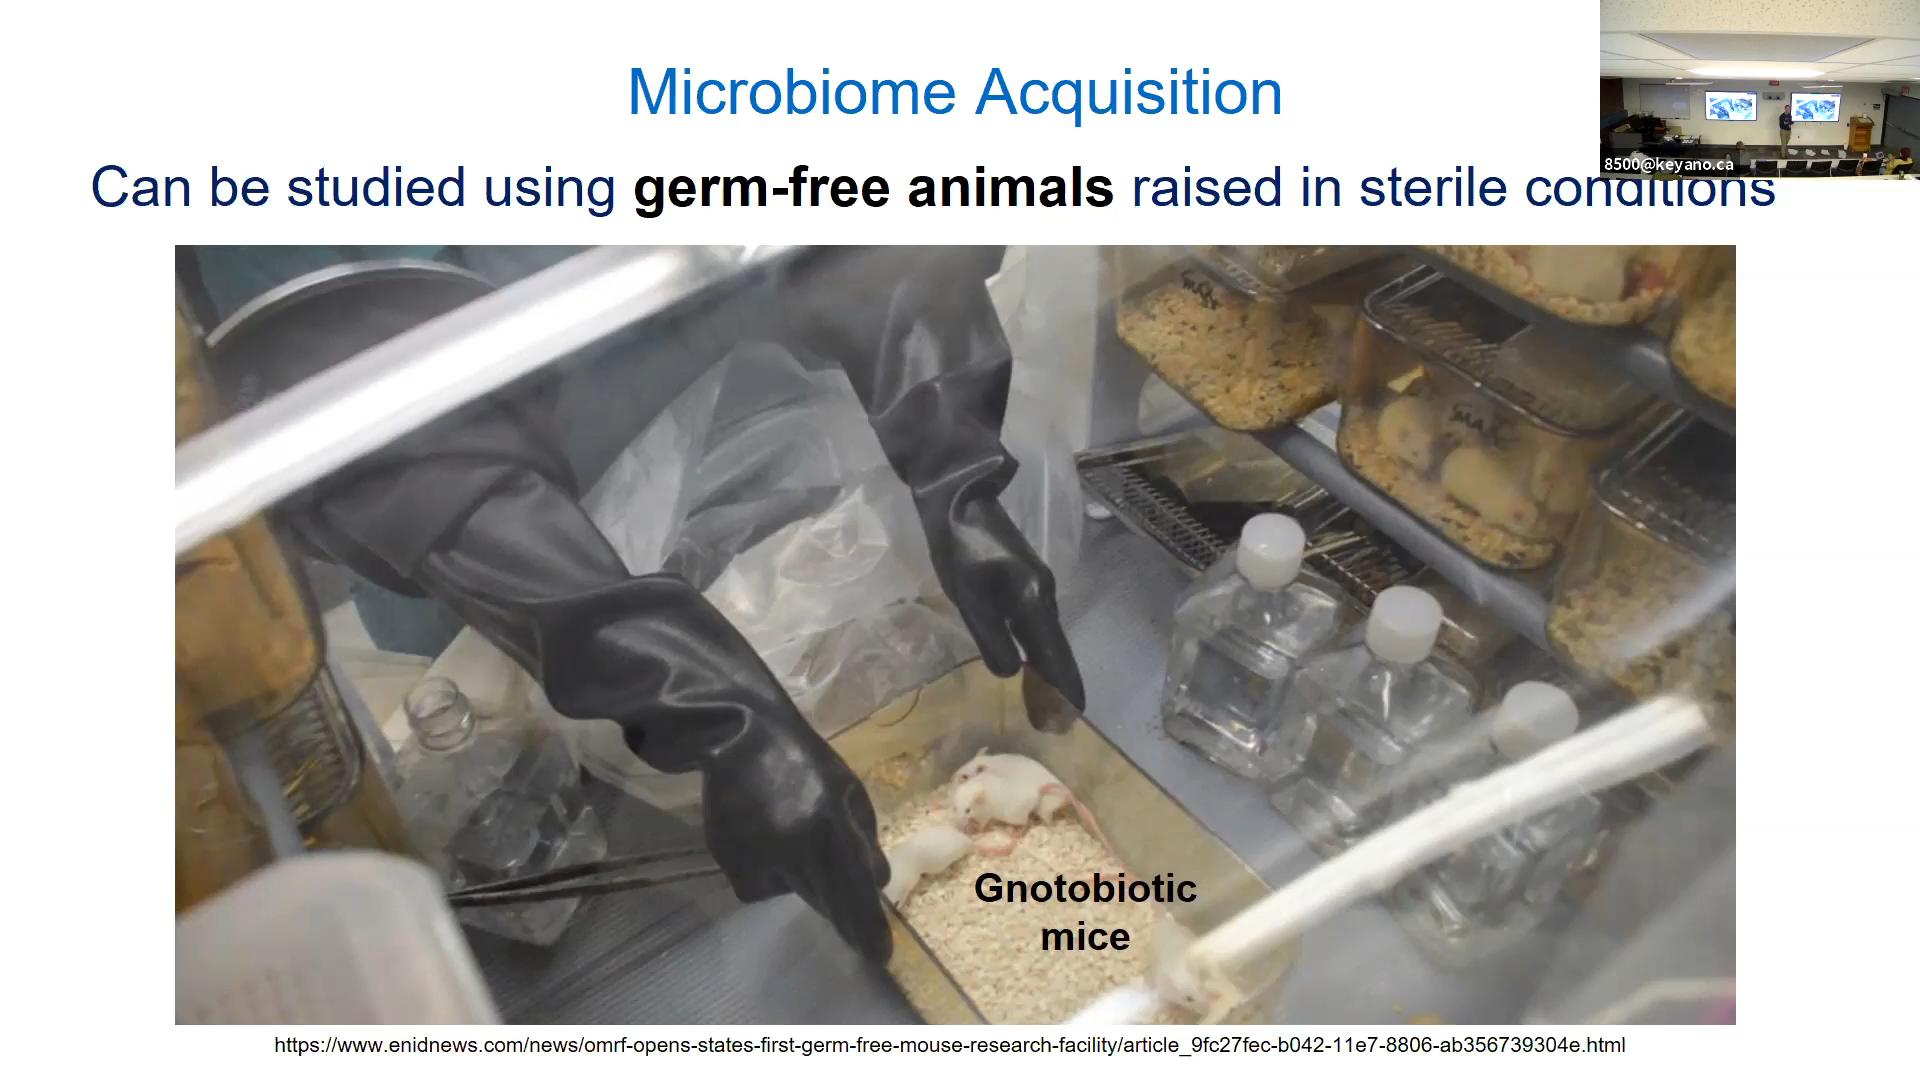 Microbiome Acquisition
8500@keyano.ca
Can be studied using germ-free animals raised in sterile conditions
Gnotobiotic
mice
https://www.enidnews.com/news/omrf-opens-states-first-germ-free-mouse-research-facility/article_9fc27fec-b042-11e7-8806-ab356739304e.html